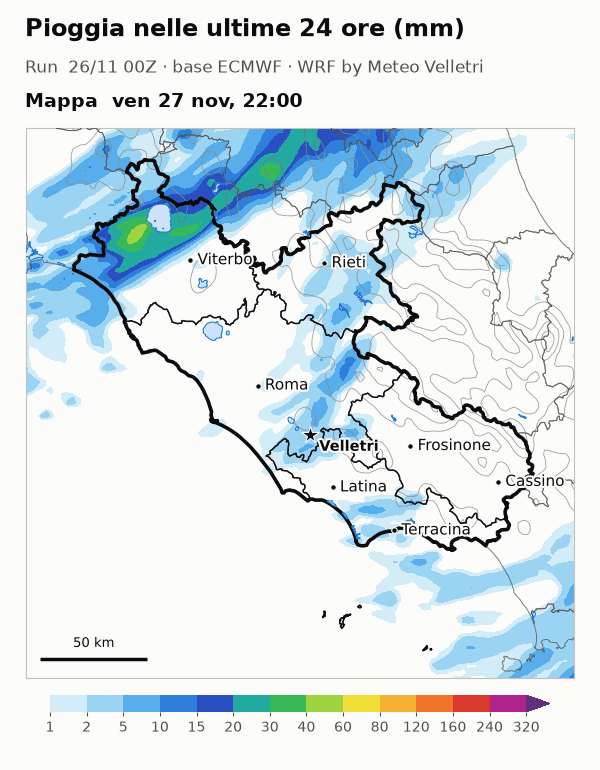 Pioggia nelle ultime 24 ore (mm)
Run  26/11 00Z · base ECMWF · WRF by Meteo Velletri
Mappa  ven 27 nov, 22:00
Viterbo
Rieti
Roma
Velletri
Frosinone
Cassino
Latina
Terracina
50 km
1 2 5 10 15 20 30 40 60 80 120 160 240 320